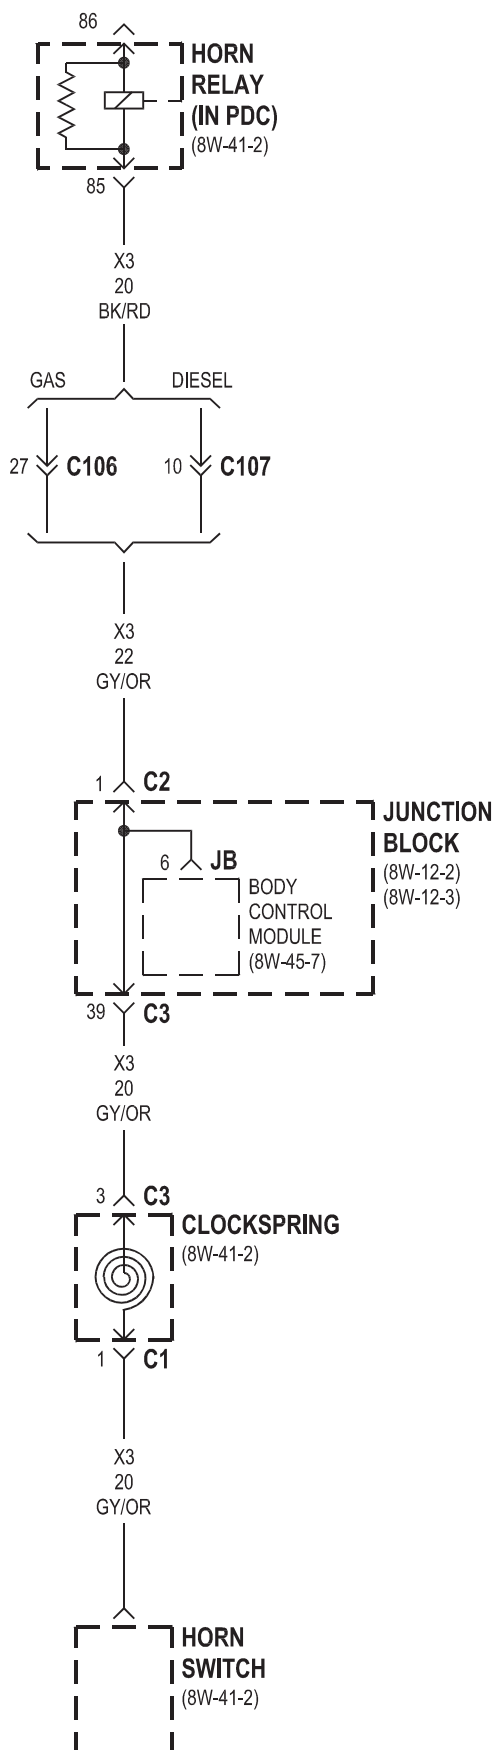 86
HORN
RELAY
(IN PDC)
(8W-41-2)
85
X3
20
BK/RD
GAS
DIESEL
27
C106
10
C107
X3
22
GY/OR
1
C2
JUNCTION
BLOCK
(8W-12-2)
(8W-12-3)
6
JB
BODY
CONTROL
MODULE
(8W-45-7)
39
C3
X3
20
GY/OR
3
C3
CLOCKSPRING
(8W-41-2)
1
C1
X3
20
GY/OR
HORN
SWITCH
(8W-41-2)